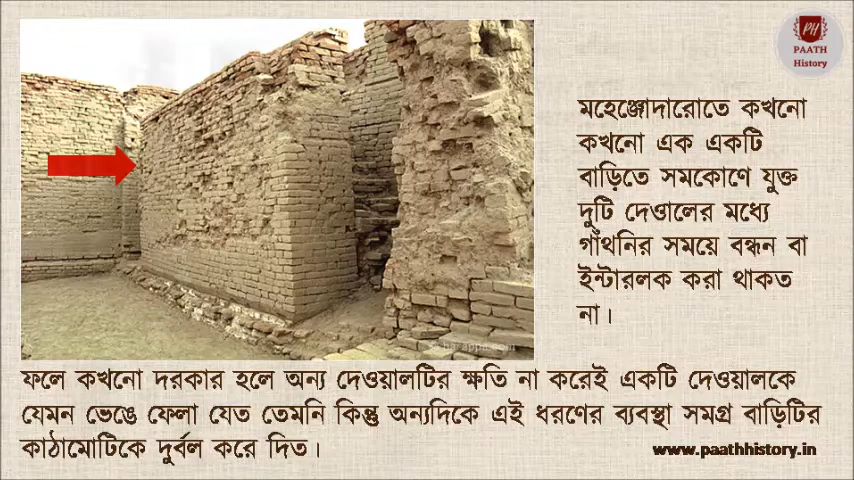 PH
PAATH
History
মহেঞ্জোদারোতে কখনো
কখনো এক একটি
বাড়িতে সমকোণে যুক্ত
দুটি দেওালের মধ্যে
গাঁথনির সময়ে বন্ধন বা
ইন্টারলক করা থাকত
না।
ফলে কখনো দরকার হলে অন্য দেওয়ালটির ক্ষতি না করেই একটি দেওয়ালকে
যেমন ভেঙে ফেলা যেত তেমনি কিন্তু অন্যদিকে এই ধরণের ব্যবস্থা সমগ্র বাড়িটির
কাঠামোটিকে দুর্বল করে দিত।
www.paathhistory.in